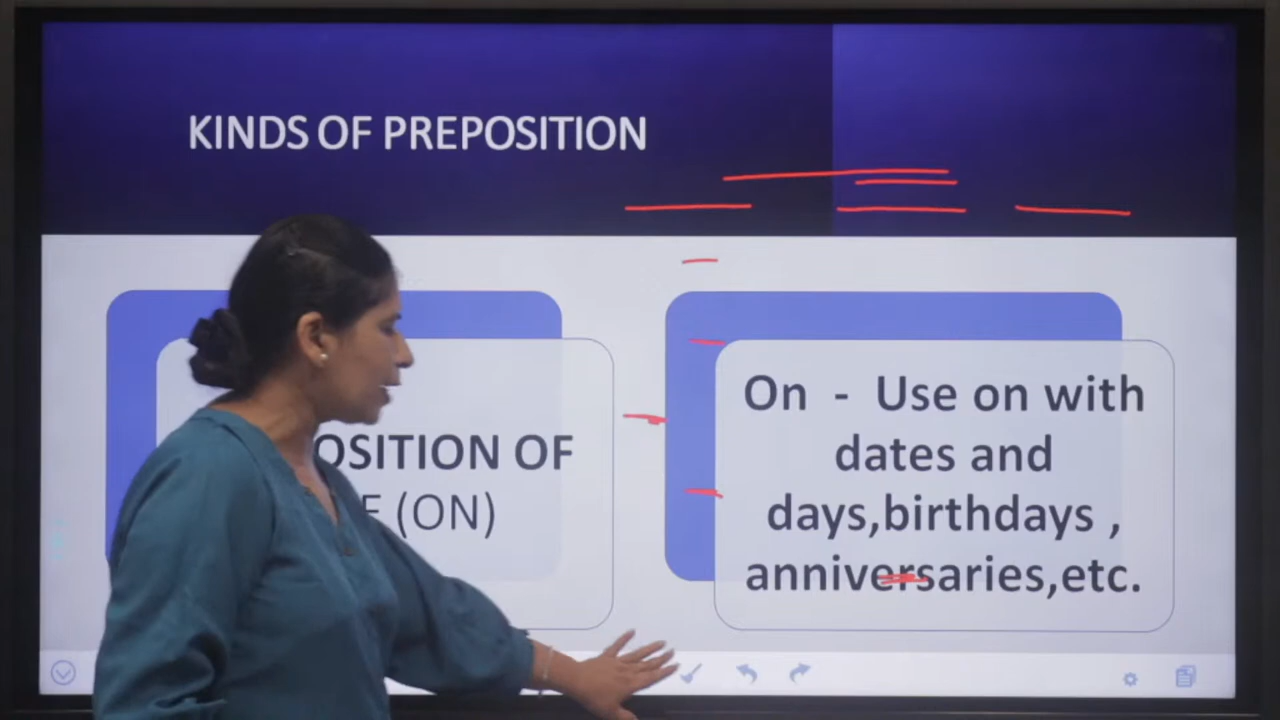 KINDS OF PREPOSITION
OSITION OF
(ON)
On - Use on with
dates and
days,birthdays ,
anniversaries,etc.